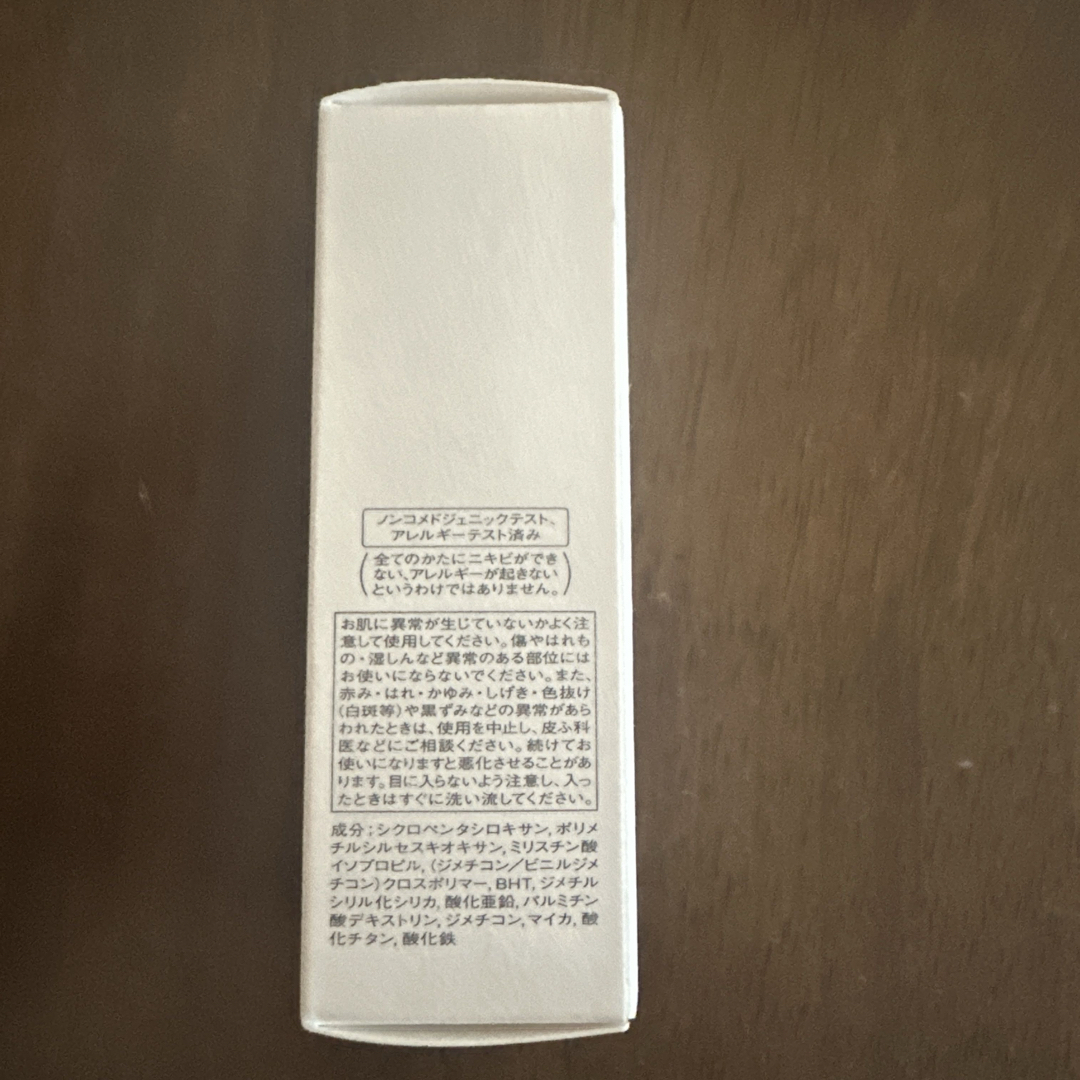 ノンコメドジェニックテスト、
アレルギーテスト済み
(全てのかたにニキビができ
ない、アレルギーが起きない
というわけではありません。)
お肌に異常が生じていないかよく注
意して使用してください。傷やはれも
の・湿しんなど異常のある部位には
お使いにならないでください。また、
赤み・はれ・かゆみ・しげき・色抜け
(白斑等)や黒ずみなどの異常があら
われたときは、使用を中止し、皮ふ科
医などにご相談ください。続けてお
使いになりますと悪化させることがあ
ります。目に入らないよう注意し、入っ
たときはすぐに洗い流してください。
成分;シクロペンタシロキサン,ポリメ
チルシルセスキオキサン,ミリスチン酸
イソプロピル,(ジメチコン/ビニルジメ
チコン)クロスポリマー,BHT,ジメチル
シリル化シリカ,酸化亜鉛,パルミチン
酸デキストリン,ジメチコン,マイカ,酸
化チタン,酸化鉄